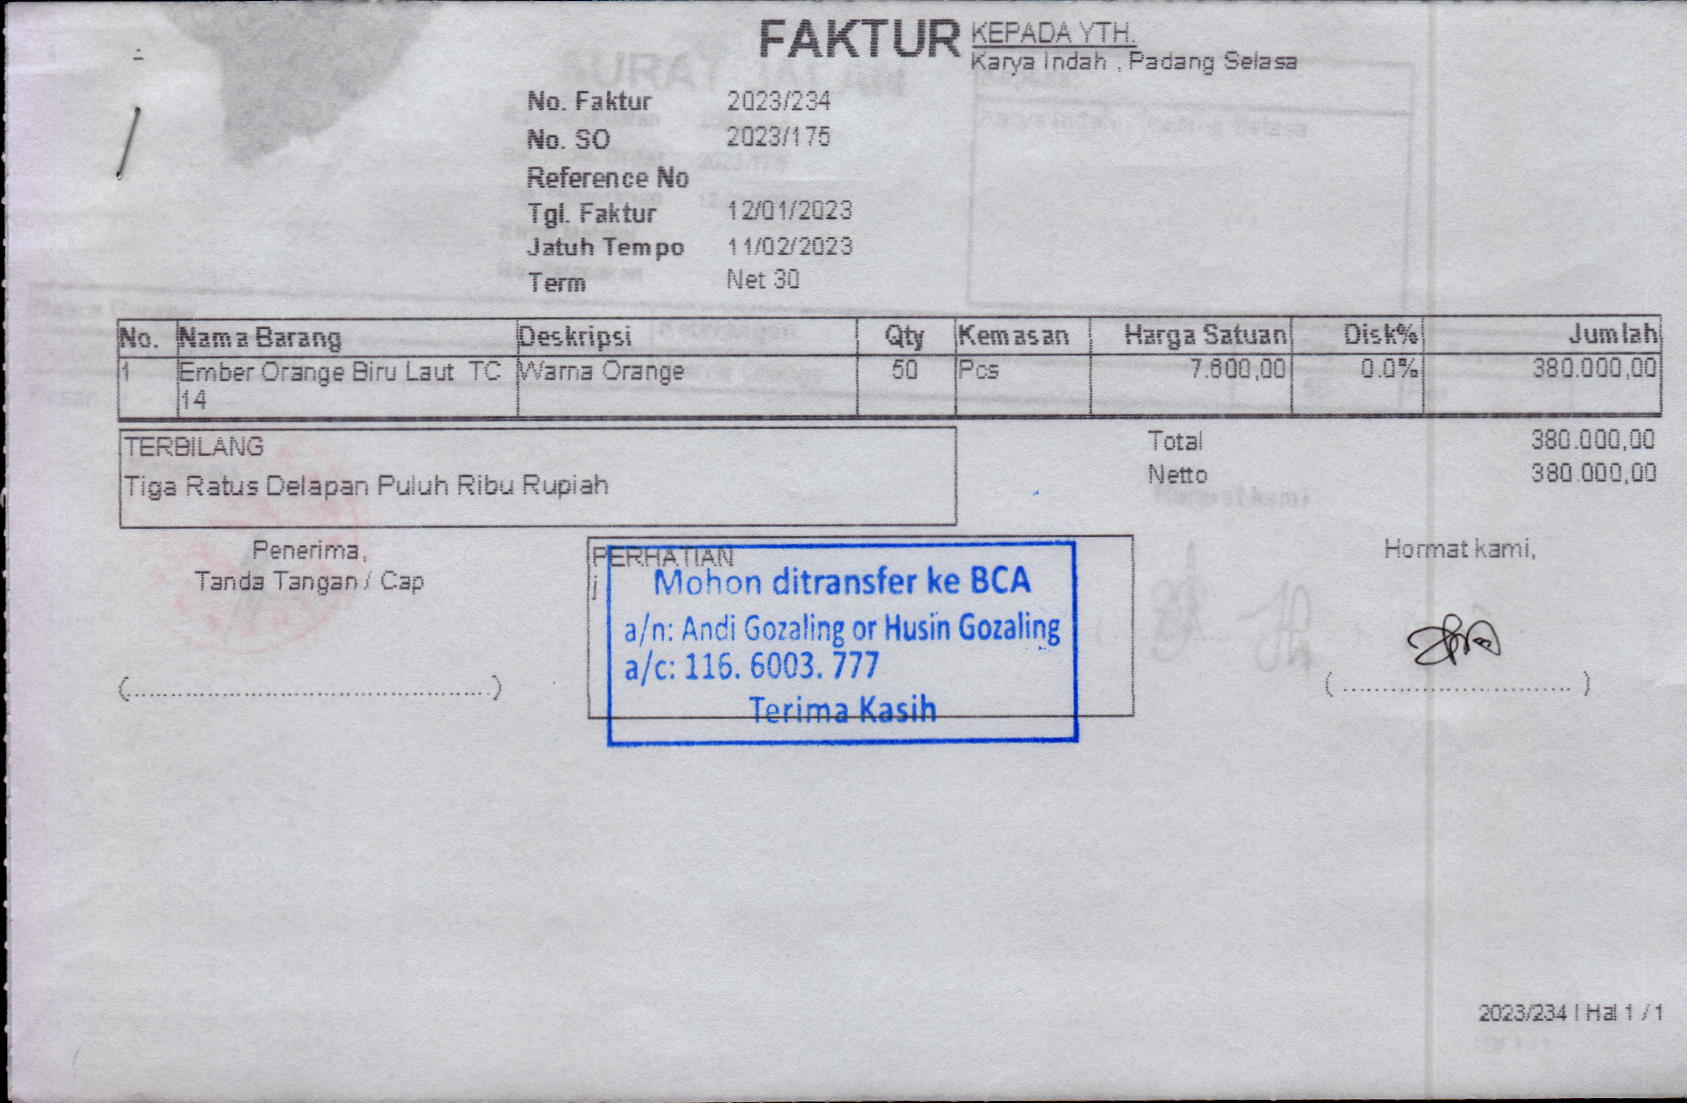 FAKTUR
KEPADA YTH.
Karya Indah , Padang Selasa
No. Faktur 2023/234
No. SO 2023/175
Reference No
Tgl. Faktur 12/01/2023
Jatuh Tempo 11/02/2023
Term Net 30
No. Nama Barang Deskripsi Qty Kemasan Harga Satuan Disk% Jumlah
1 Ember Orange Biru Laut TC Warna Orange 50 Pcs 7.600,00 0.0% 380.000,00
14
TERBILANG
Tiga Ratus Delapan Puluh Ribu Rupiah
Total 380.000,00
Netto 380.000,00
Penerima,
Tanda Tangan / Cap
(......................................................)
PERHATIAN
j
Mohon ditransfer ke BCA
a/n: Andi Gozaling or Husin Gozaling
a/c: 116. 6003. 777
Terima Kasih
Hormat kami,
( .................................. )
2023/234 | Hal 1 / 1